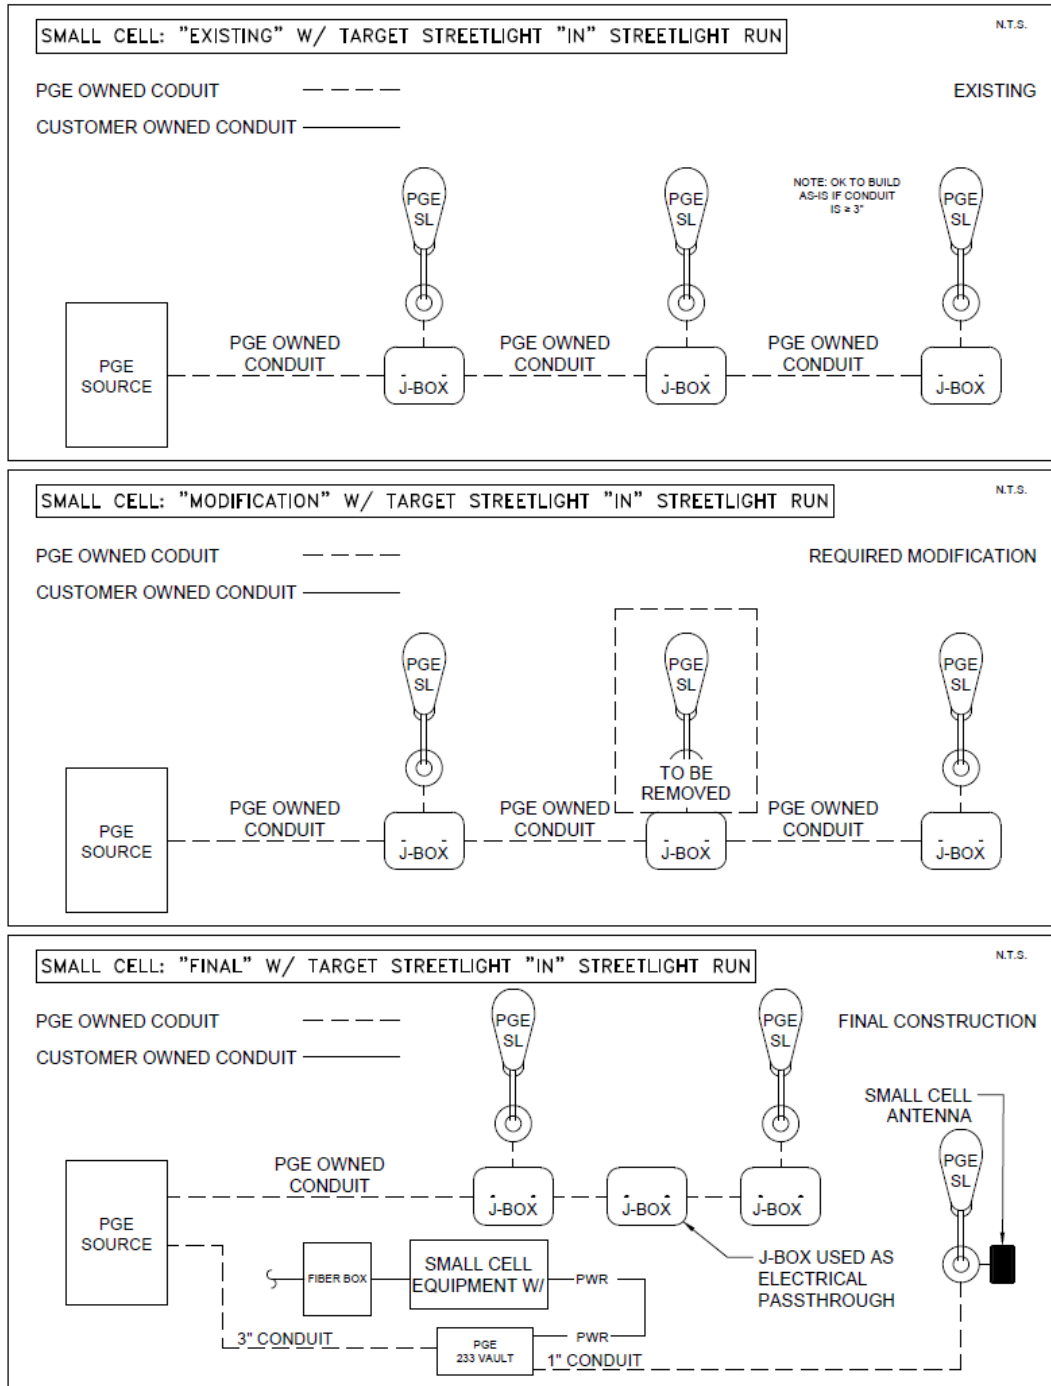 SMALL CELL: "EXISTING" W/ TARGET STREETLIGHT "IN" STREETLIGHT RUN
N.T.S.
PGE OWNED CODUIT
EXISTING
CUSTOMER OWNED CONDUIT
PGE
SL
PGE
SL
NOTE: OK TO BUILD
AS-IS IF CONDUIT
IS ≥ 3"
PGE
SL
PGE
SOURCE
PGE OWNED
CONDUIT
J-BOX
PGE OWNED
CONDUIT
J-BOX
PGE OWNED
CONDUIT
J-BOX
SMALL CELL: "MODIFICATION" W/ TARGET STREETLIGHT "IN" STREETLIGHT RUN
N.T.S.
PGE OWNED CODUIT
REQUIRED MODIFICATION
CUSTOMER OWNED CONDUIT
PGE
SL
PGE
SL
PGE
SL
TO BE
REMOVED
PGE
SOURCE
PGE OWNED
CONDUIT
J-BOX
PGE OWNED
CONDUIT
J-BOX
PGE OWNED
CONDUIT
J-BOX
SMALL CELL: "FINAL" W/ TARGET STREETLIGHT "IN" STREETLIGHT RUN
N.T.S.
PGE OWNED CODUIT
FINAL CONSTRUCTION
CUSTOMER OWNED CONDUIT
PGE
SL
PGE
SL
SMALL CELL
ANTENNA
PGE
SL
PGE OWNED
CONDUIT
PGE
SOURCE
J-BOX
J-BOX
J-BOX
J-BOX USED AS
ELECTRICAL
PASSTHROUGH
FIBER BOX
SMALL CELL
EQUIPMENT W/
PWR
PWR
3" CONDUIT
PGE
233 VAULT
1" CONDUIT